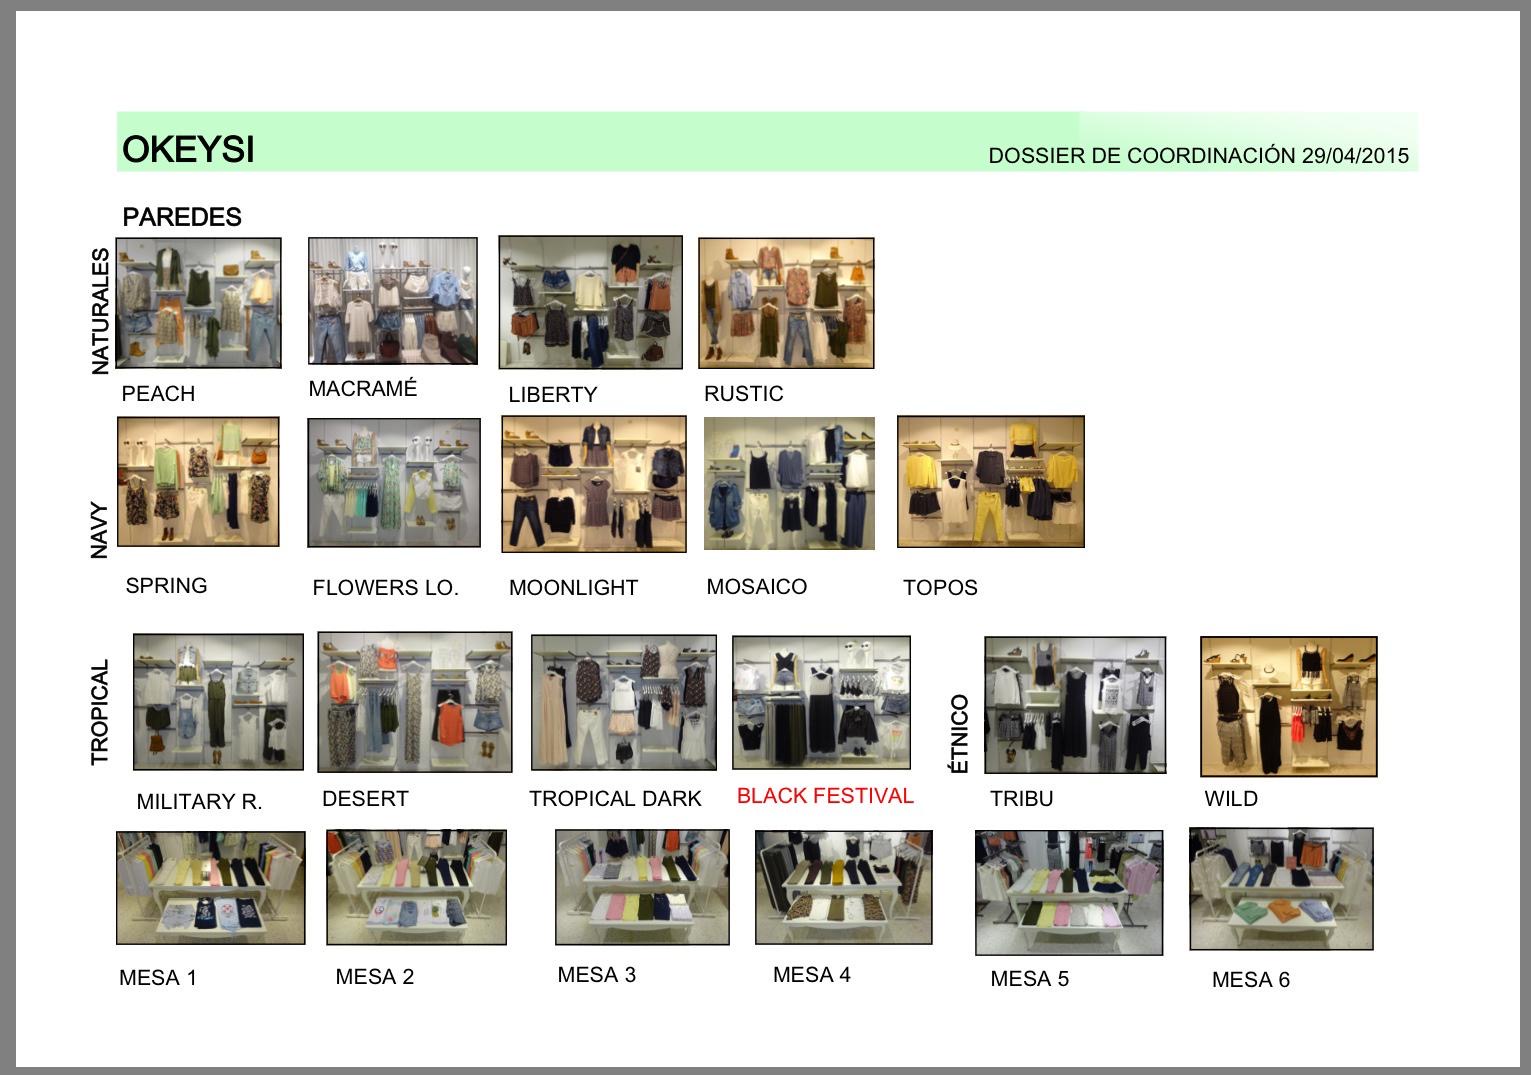 OKEYSI
DOSSIER DE COORDINACIÓN 29/04/2015
PAREDES
NATURALES
PEACH
MACRAMÉ
LIBERTY
RUSTIC
NAVY
SPRING
FLOWERS LO.
MOONLIGHT
MOSAICO
TOPOS
TROPICAL
MILITARY R.
DESERT
TROPICAL DARK
BLACK FESTIVAL
ÉTNICO
TRIBU
WILD
MESA 1
MESA 2
MESA 3
MESA 4
MESA 5
MESA 6